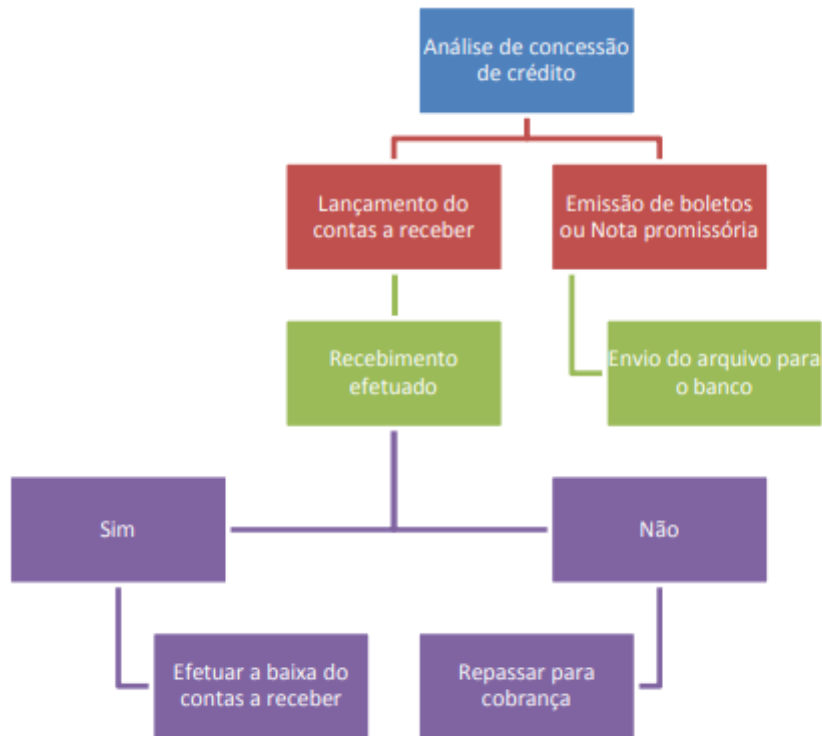 Análise de concessão
de crédito
Lançamento do
contas a receber
Emissão de boletos
ou Nota promissória
Recebimento
efetuado
Envio do arquivo para
o banco
Sim
Não
Efetuar a baixa do
contas a receber
Repassar para
cobrança